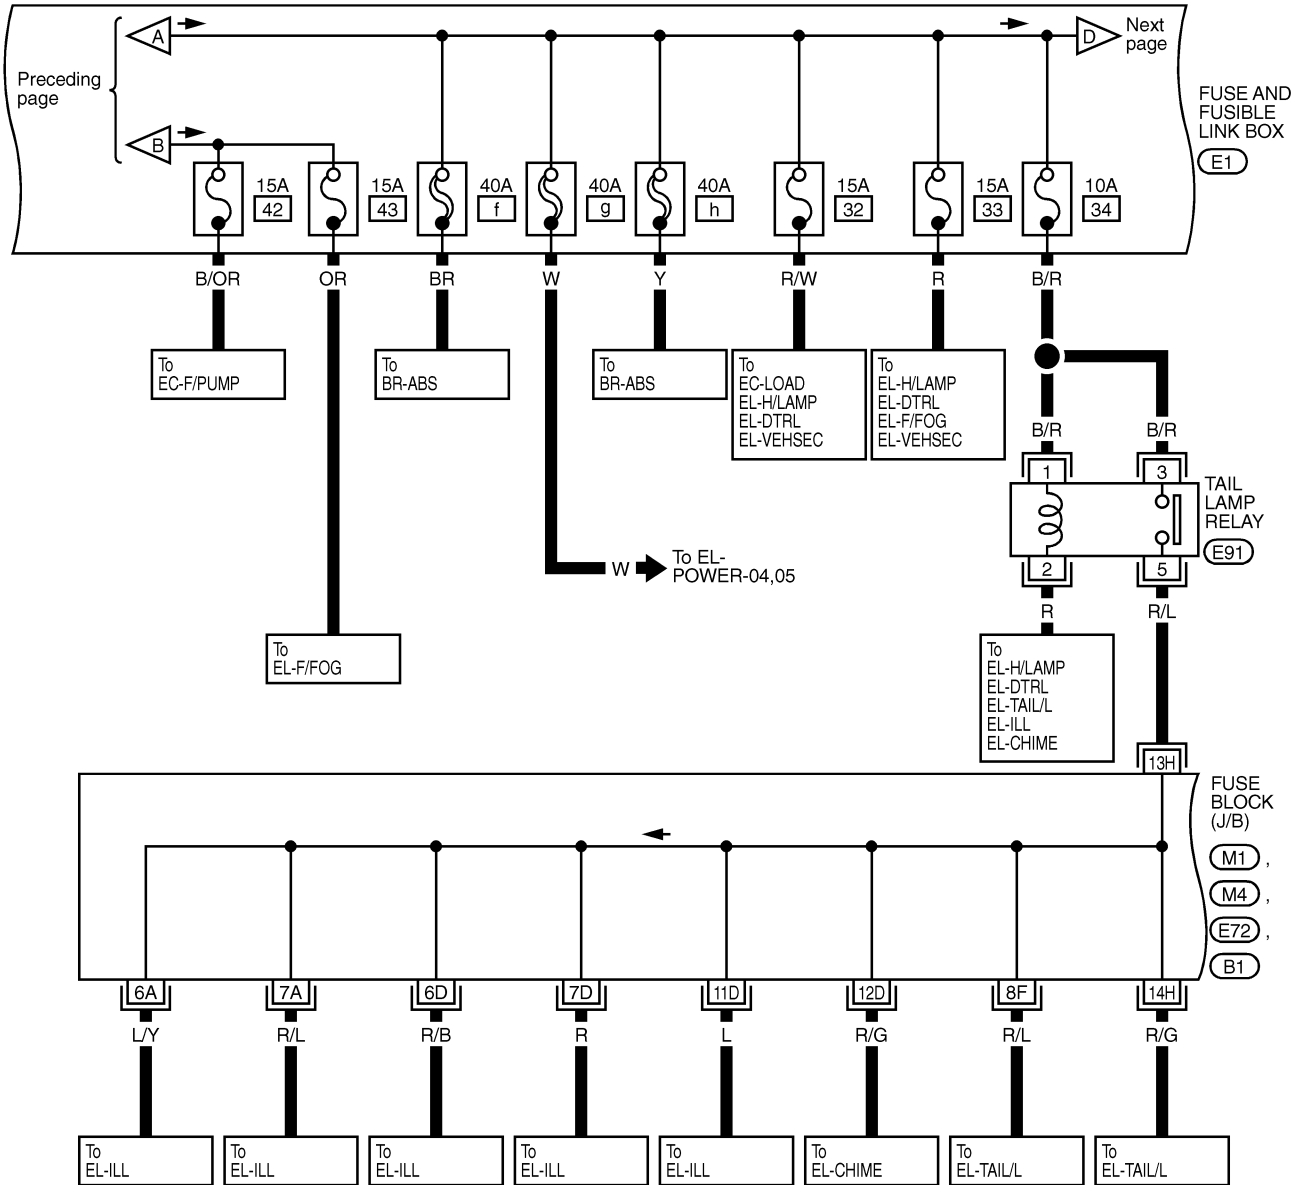 A
D
Next
page
Preceding
page
B
FUSE AND
FUSIBLE
LINK BOX
E1
15A
42
15A
43
40A
f
40A
g
40A
h
15A
32
15A
33
10A
34
B/OR
OR
BR
W
Y
R/W
R
B/R
To
EC-F/PUMP
To
BR-ABS
To
BR-ABS
To
EC-LOAD
EL-H/LAMP
EL-DTRL
EL-VEHSEC
To
EL-H/LAMP
EL-DTRL
EL-F/FOG
EL-VEHSEC
B/R
B/R
1
3
TAIL
LAMP
RELAY
E91
2
5
W
To EL-
POWER-04,05
R
R/L
To
EL-F/FOG
To
EL-H/LAMP
EL-DTRL
EL-TAIL/L
EL-ILL
EL-CHIME
13H
FUSE
BLOCK
(J/B)
M1 ,
M4 ,
E72 ,
B1
6A
7A
6D
7D
11D
12D
8F
14H
L/Y
R/L
R/B
R
L
R/G
R/L
R/G
To
EL-ILL
To
EL-ILL
To
EL-ILL
To
EL-ILL
To
EL-ILL
To
EL-CHIME
To
EL-TAIL/L
To
EL-TAIL/L